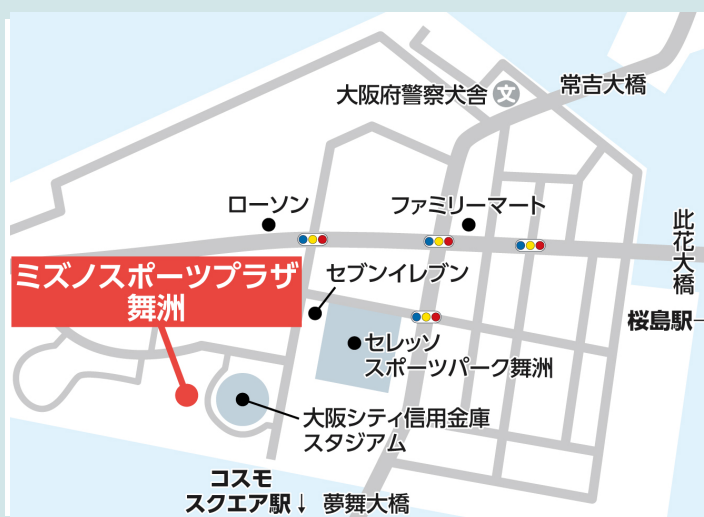 常吉大橋
大阪府警察犬舎
文
ローソン
ファミリーマート
此花大橋
ミズノスポーツプラザ
舞洲
セブンイレブン
桜島駅→
セレッソ
スポーツパーク舞洲
大阪シティ信用金庫
スタジアム
コスモ
スクエア駅↓
夢舞大橋